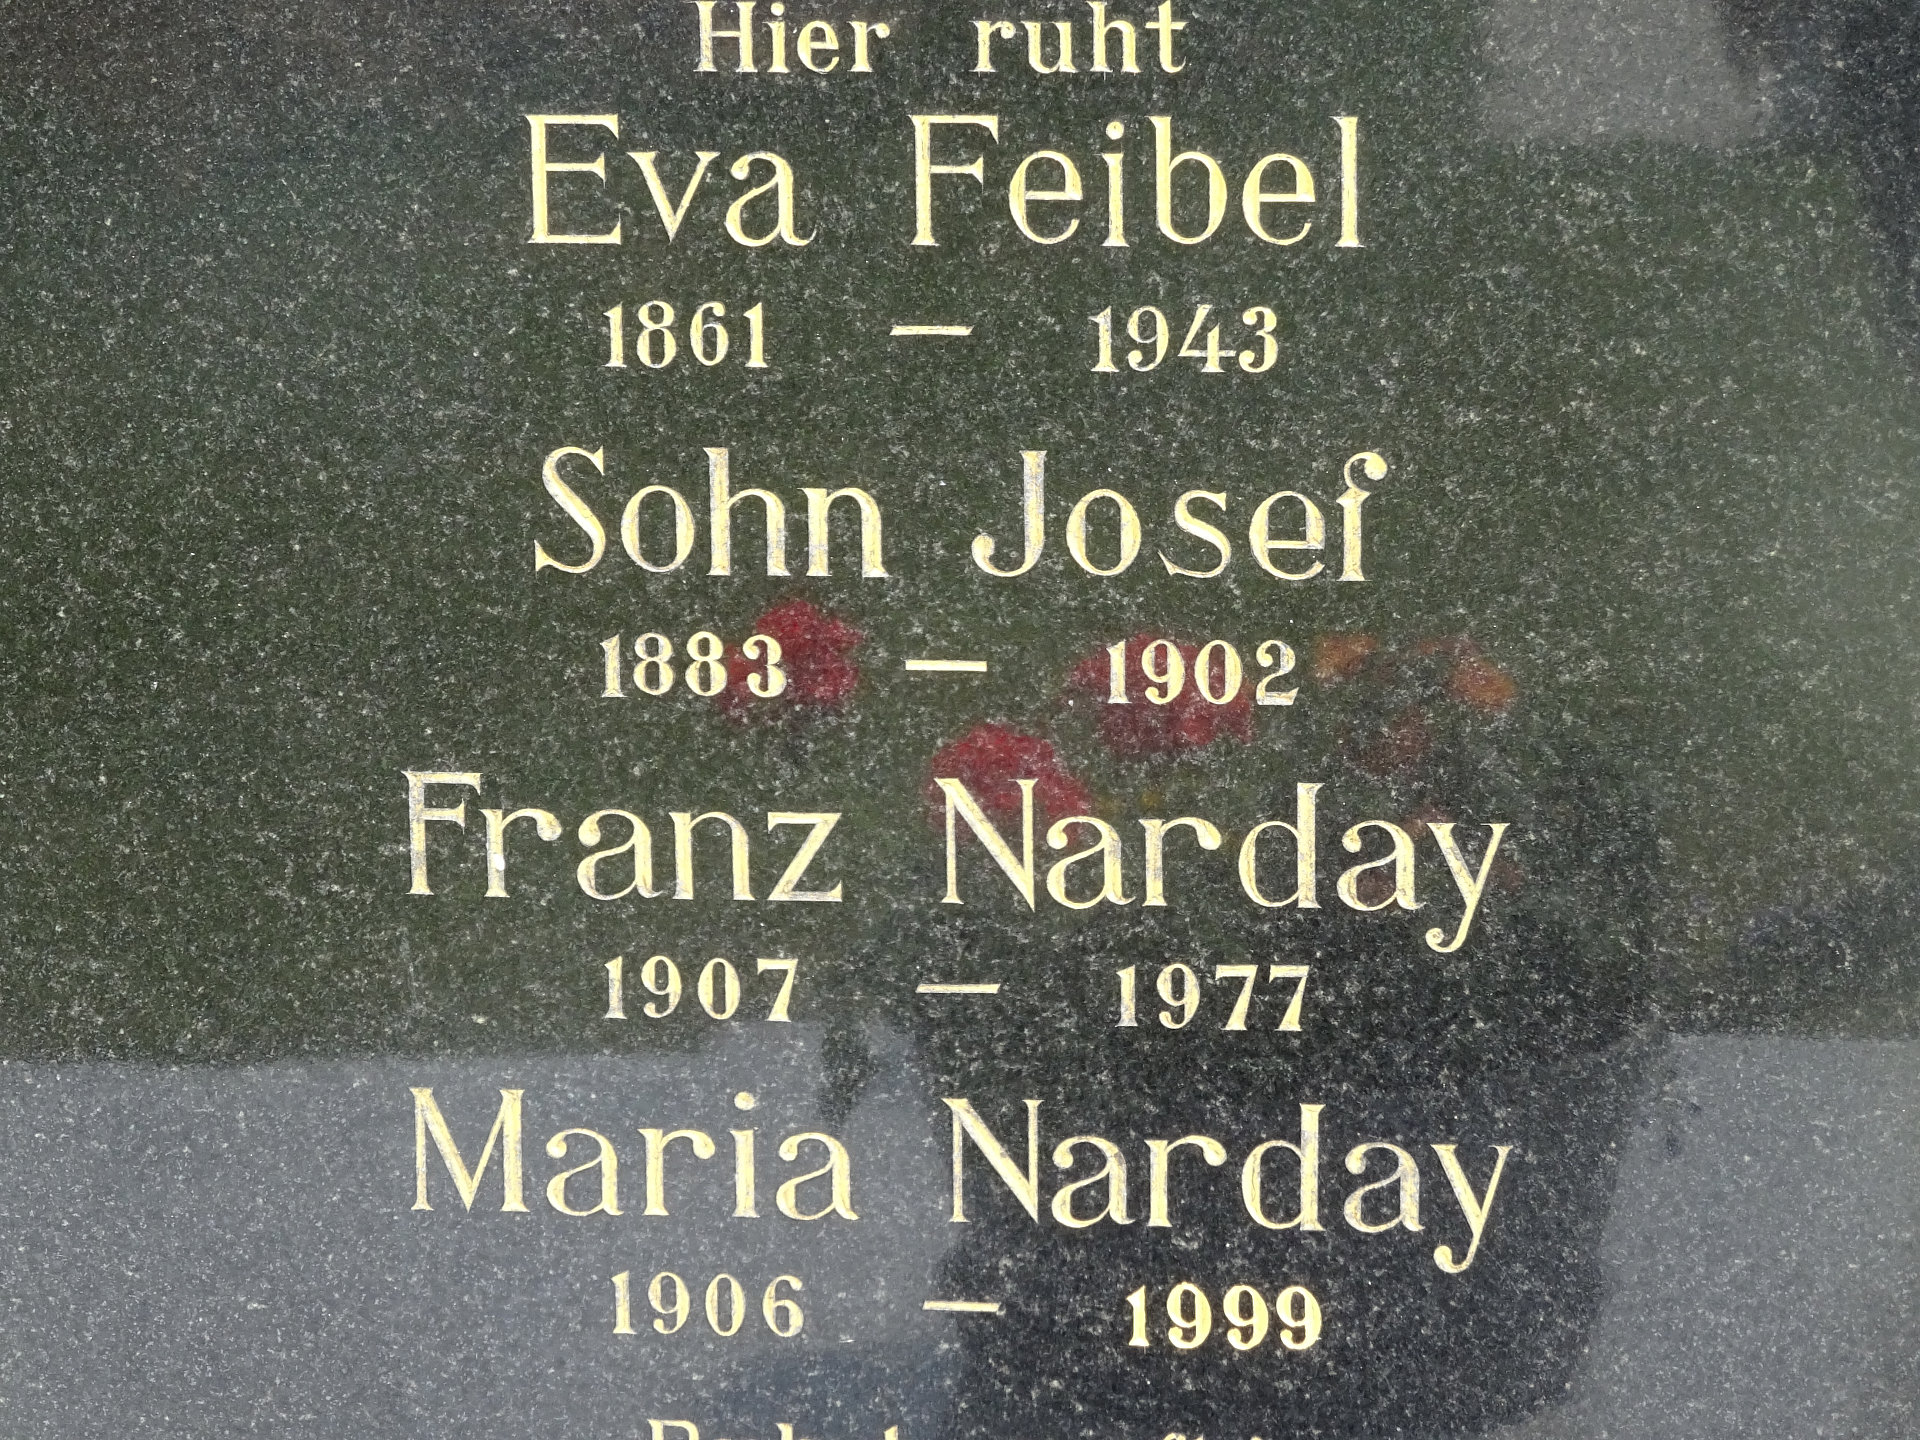 Hier ruht
Eva Feibel
1861 — 1943
Sohn Josef
1883 — 1902
Franz Narday
1907 — 1977
Maria Narday
1906 — 1999